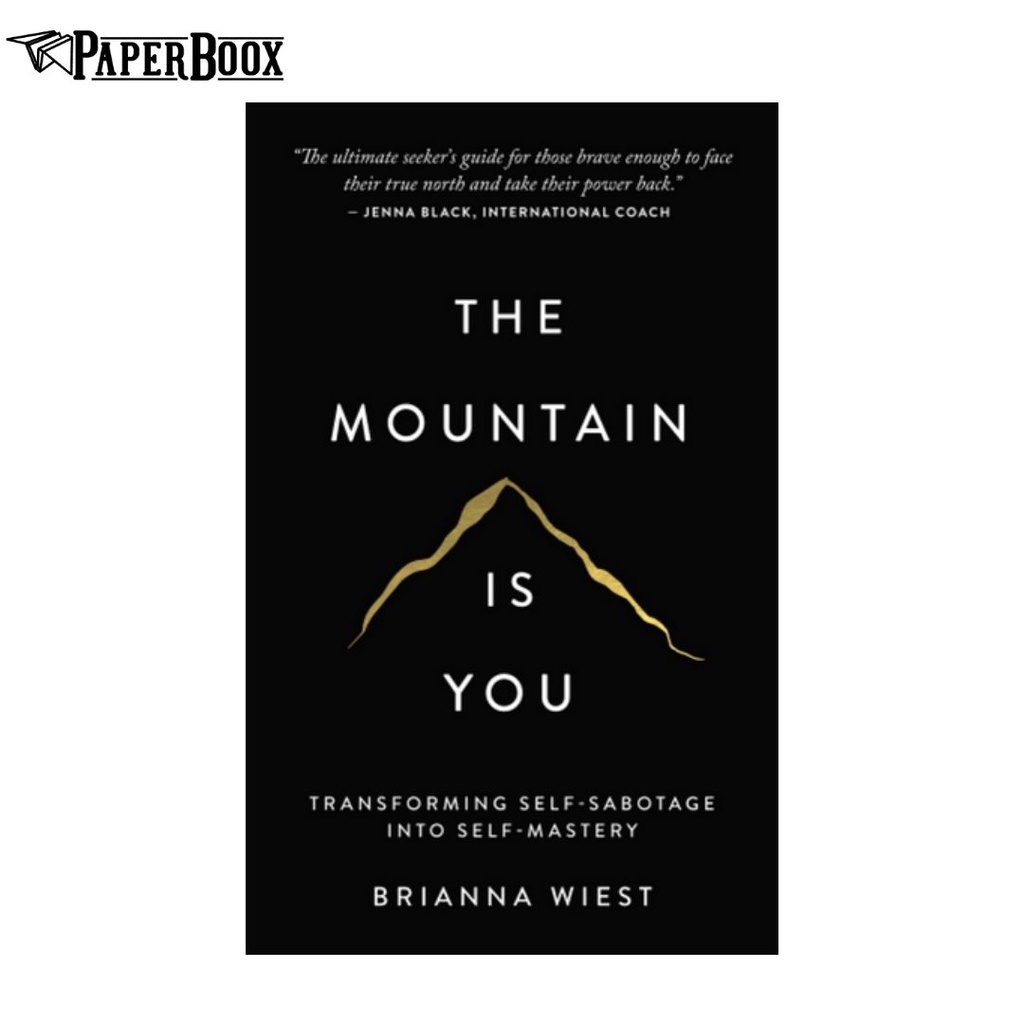 PAPERBOOX
“The ultimate seeker’s guide for those brave enough to face
their true north and take their power back.”
– JENNA BLACK, INTERNATIONAL COACH
THE
MOUNTAIN
IS
YOU
TRANSFORMING SELF-SABOTAGE
INTO SELF-MASTERY
BRIANNA WIEST